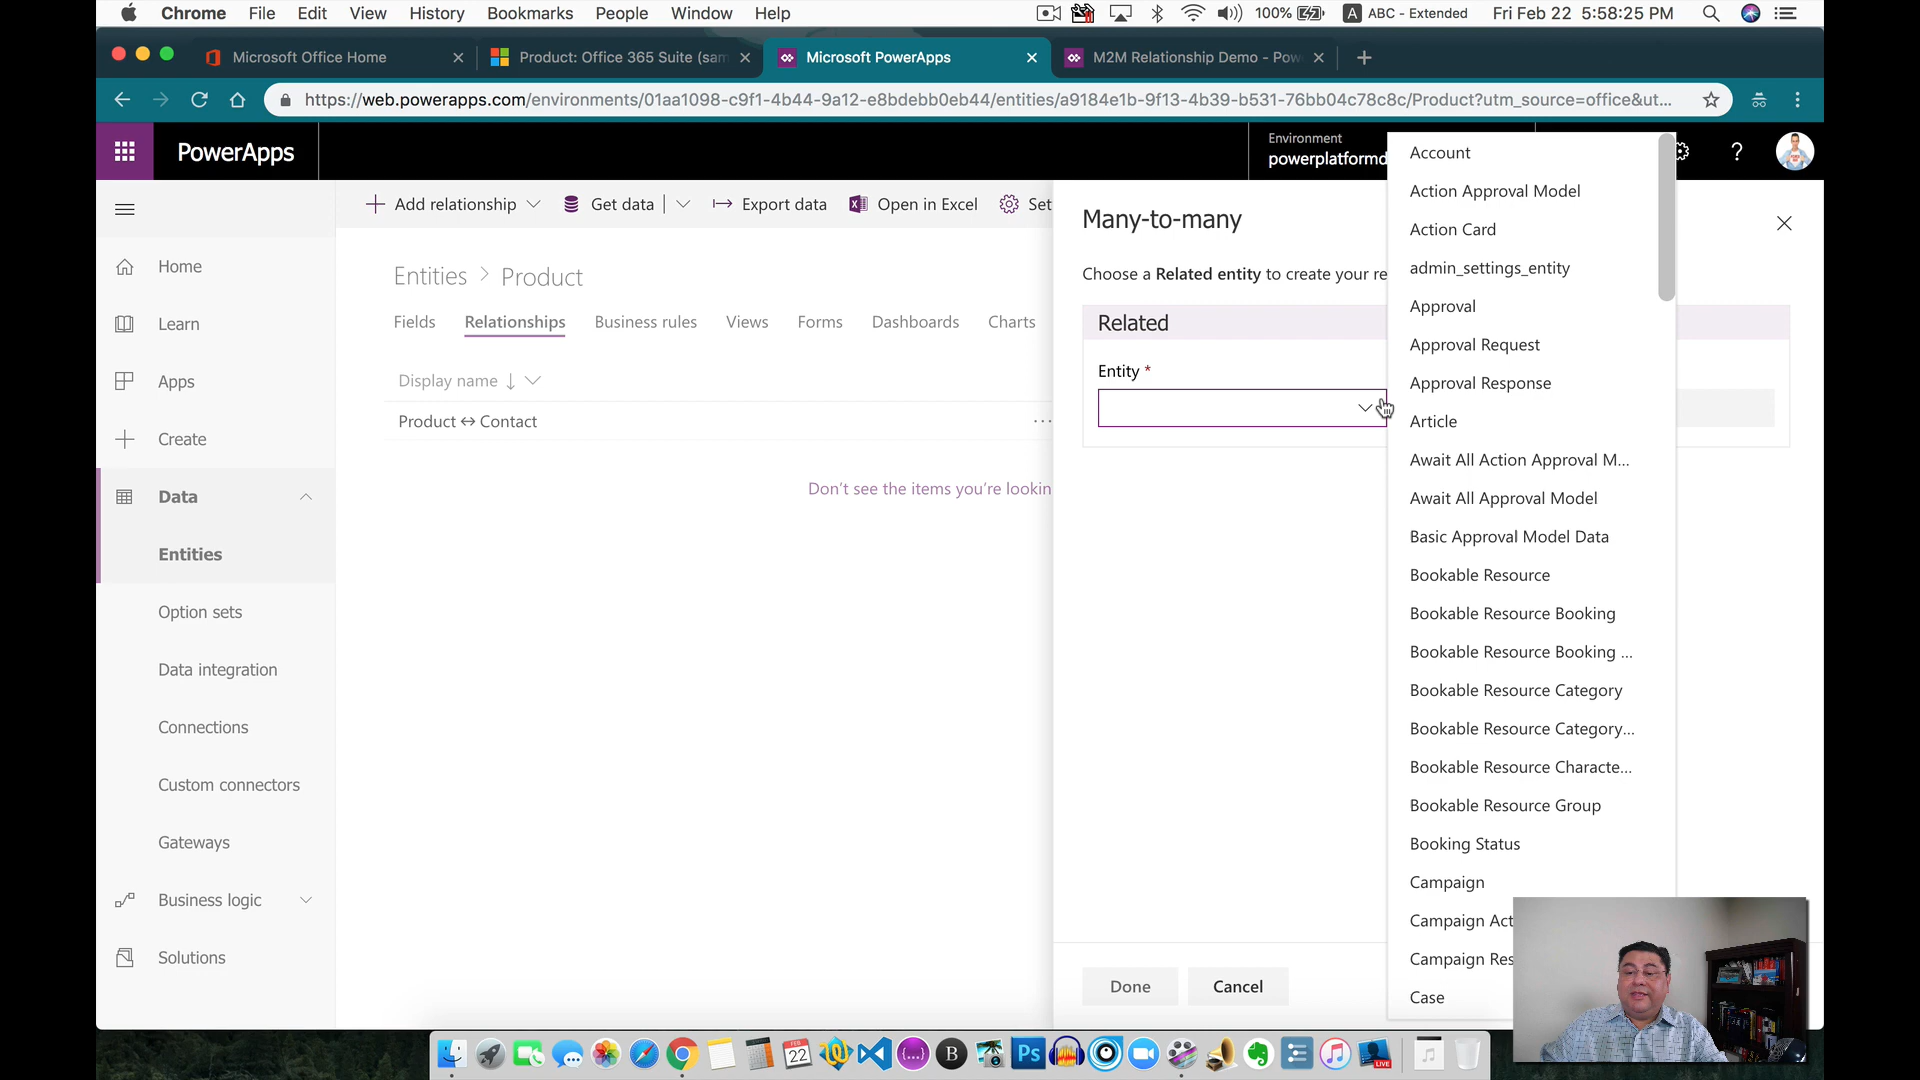 Chrome File Edit View History Bookmarks People Window Help 100% A ABC - Extended Fri Feb 22 5:58:25 PM
Microsoft Office Home Product: Office 365 Suite (sam Microsoft PowerApps M2M Relationship Demo - Pow
https://web.powerapps.com/environments/01aa1098-c9f1-4b44-9a12-e8bdebb0eb44/entities/a9184e1b-9f13-4b39-b531-76bb04c78c8c/Product?utm_source=office&ut...
PowerApps
Environment
powerplatformd
?
Add relationship Get data Export data Open in Excel Set
Home
Learn
Apps
Create
Data
Entities
Option sets
Data integration
Connections
Custom connectors
Gateways
Business logic
Solutions
Entities > Product
Fields Relationships Business rules Views Forms Dashboards Charts
Display name ↓
Product ↔ Contact ...
Don't see the items you're lookin
Many-to-many
Choose a Related entity to create your re
Related
Entity *
Done Cancel
Account
Action Approval Model
Action Card
admin_settings_entity
Approval
Approval Request
Approval Response
Article
Await All Action Approval M...
Await All Approval Model
Basic Approval Model Data
Bookable Resource
Bookable Resource Booking
Bookable Resource Booking ...
Bookable Resource Category
Bookable Resource Category...
Bookable Resource Characte...
Bookable Resource Group
Booking Status
Campaign
Campaign Act
Campaign Res
Case
FEB
22
{...}
B
Ps
LIVE